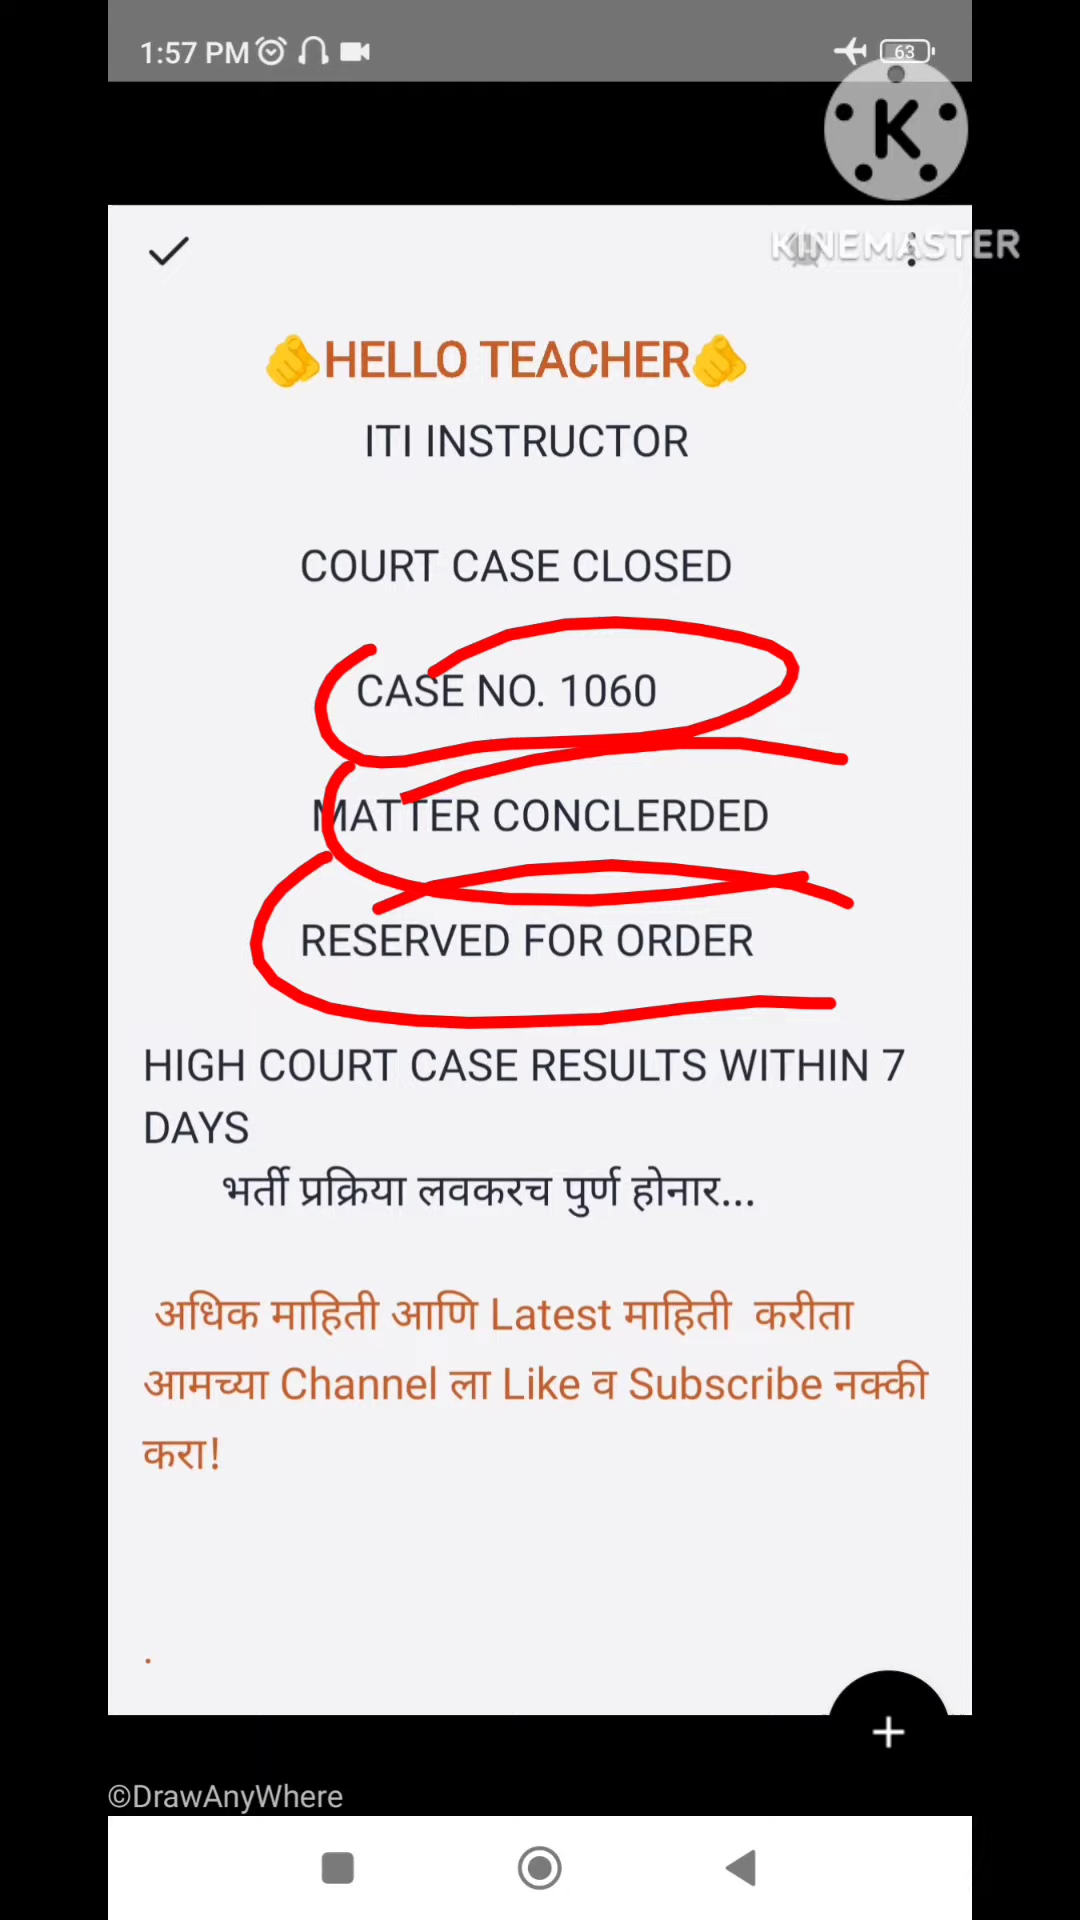 1:57 PM
63
K
KINEMASTER
🫵HELLO TEACHER🫵
ITI INSTRUCTOR
COURT CASE CLOSED
CASE NO. 1060
MATTER CONCLERDED
RESERVED FOR ORDER
HIGH COURT CASE RESULTS WITHIN 7
DAYS
भर्ती प्रक्रिया लवकरच पुर्ण होनार...
अधिक माहिती आणि Latest माहिती करीता
आमच्या Channel ला Like व Subscribe नक्की
करा!
.
©DrawAnyWhere